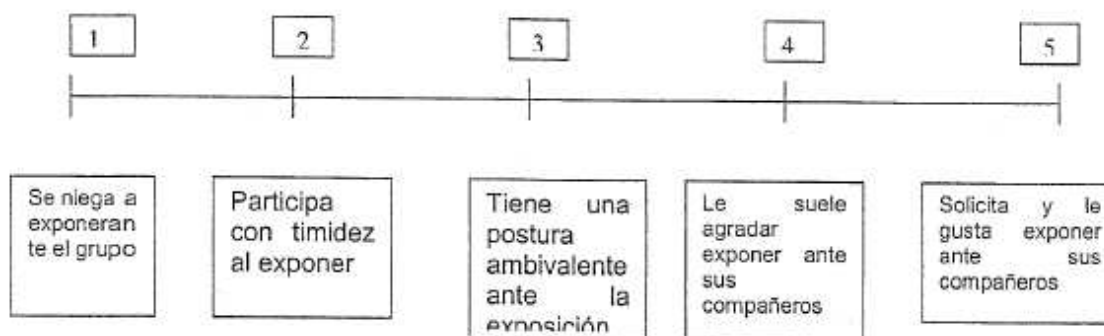 1
2
3
4
5
Se niega a
exponeran
te el grupo
Participa
con timidez
al exponer
Tiene una
postura
ambivalente
ante la
exposición
Le suele
agradar
exponer ante
sus
compañeros
Solicita y le
gusta exponer
ante sus
compañeros